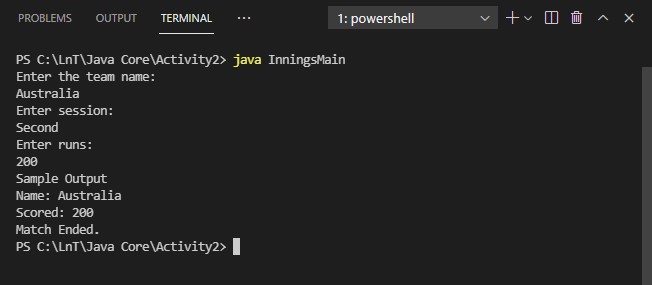 PROBLEMS OUTPUT TERMINAL ... 1: powershell
PS C:\LnT\Java Core\Activity2> java InningsMain
Enter the team name:
Australia
Enter session:
Second
Enter runs:
200
Sample Output
Name: Australia
Scored: 200
Match Ended.
PS C:\LnT\Java Core\Activity2>